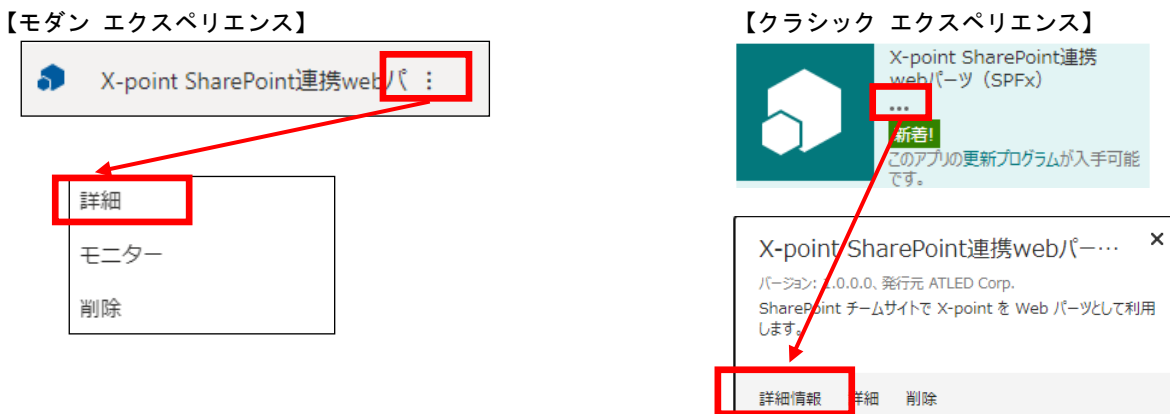 【モダン エクスペリエンス】
X-point SharePoint連携webパ ⋮
詳細
モニター
削除
【クラシック エクスペリエンス】
X-point SharePoint連携
webパーツ（SPFx）
...
新着!
このアプリの更新プログラムが入手可能
です。
X-point SharePoint連携webパー… ×
バージョン: 1.0.0.0、発行元 ATLED Corp.
SharePoint チームサイトで X-point を Web パーツとして利用
します。
詳細情報 詳細 削除